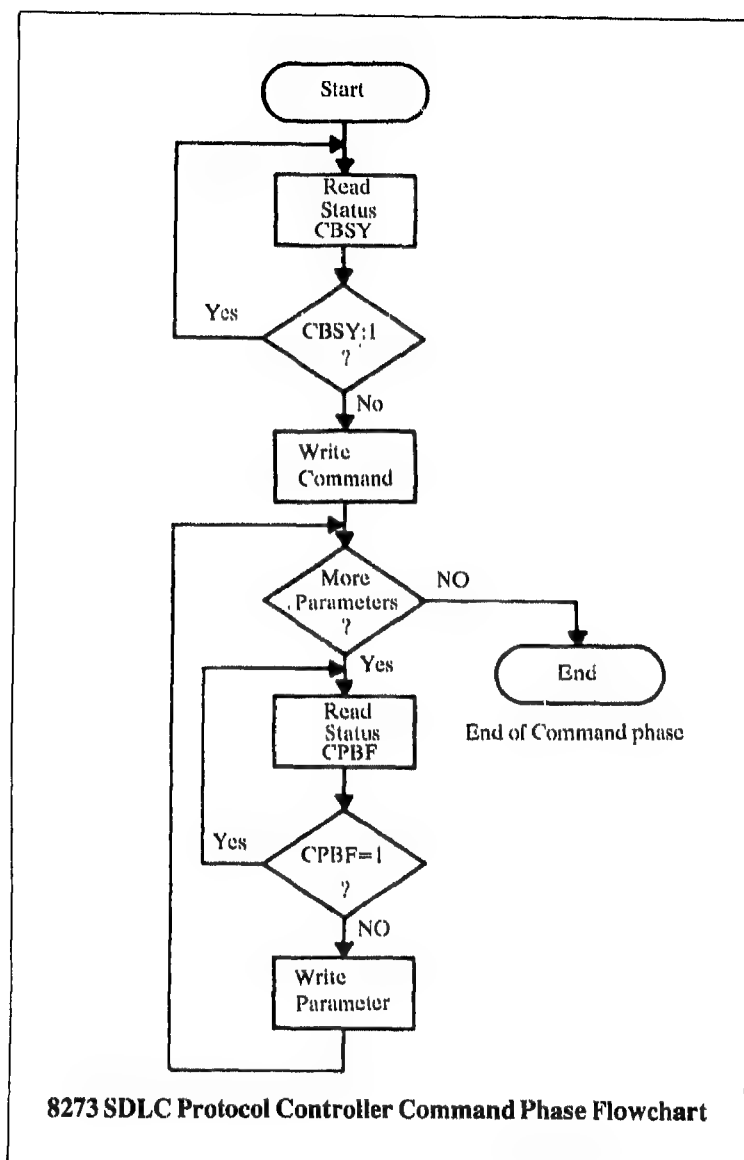 Start
Read
Status
CBSY
Yes
CBSY:1
?
No
Write
Command
More
Parameters
?
NO
Yes
End
End of Command phase
Read
Status
CPBF
Yes
CPBF=1
?
NO
Write
Parameter
8273 SDLC Protocol Controller Command Phase Flowchart